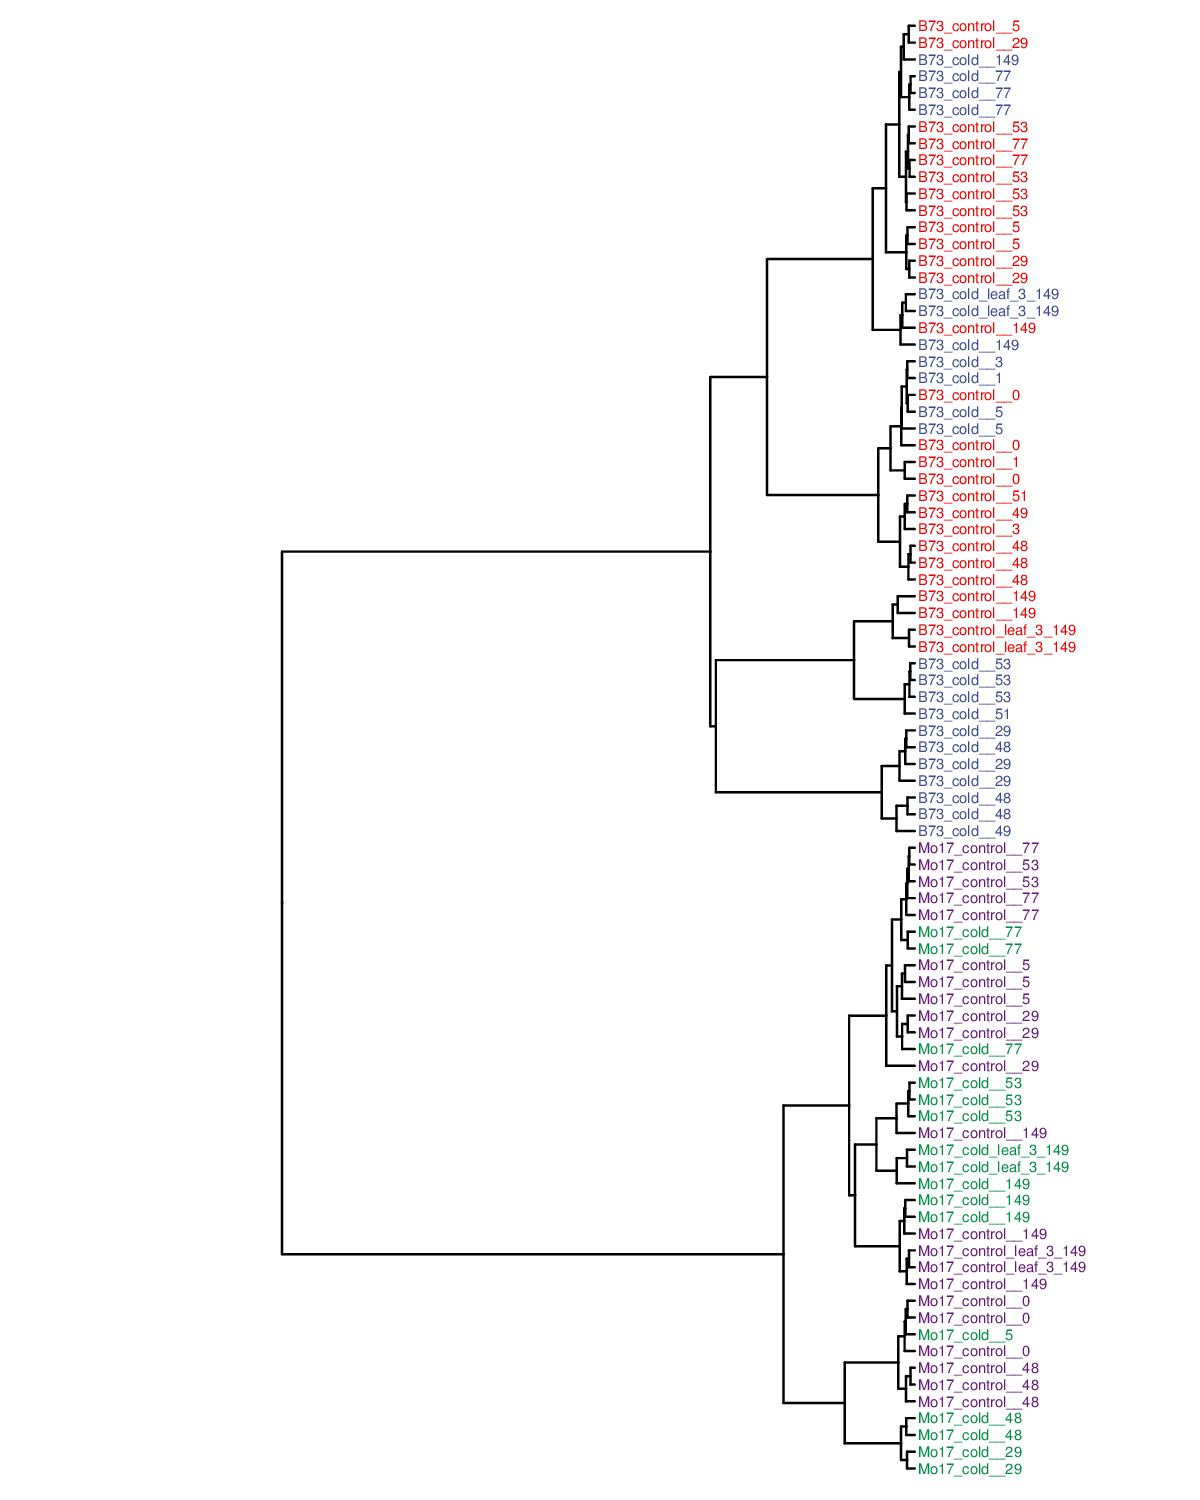 B73_control__5
B73_control__29
B73_cold__149
B73_cold__77
B73_cold__77
B73_cold__77
B73_control__53
B73_control__77
B73_control__77
B73_control__53
B73_control__53
B73_control__53
B73_control__5
B73_control__5
B73_control__29
B73_control__29
B73_cold_leaf_3_149
B73_cold_leaf_3_149
B73_control__149
B73_cold__149
B73_cold__3
B73_cold__1
B73_control__0
B73_cold__5
B73_cold__5
B73_control__0
B73_control__1
B73_control__0
B73_control__51
B73_control__49
B73_control__3
B73_control__48
B73_control__48
B73_control__48
B73_control__149
B73_control__149
B73_control_leaf_3_149
B73_control_leaf_3_149
B73_cold__53
B73_cold__53
B73_cold__53
B73_cold__51
B73_cold__29
B73_cold__48
B73_cold__29
B73_cold__29
B73_cold__48
B73_cold__48
B73_cold__49
Mo17_control__77
Mo17_control__53
Mo17_control__53
Mo17_control__77
Mo17_control__77
Mo17_cold__77
Mo17_cold__77
Mo17_control__5
Mo17_control__5
Mo17_control__5
Mo17_control__29
Mo17_control__29
Mo17_cold__77
Mo17_control__29
Mo17_cold__53
Mo17_cold__53
Mo17_cold__53
Mo17_control__149
Mo17_cold_leaf_3_149
Mo17_cold_leaf_3_149
Mo17_cold__149
Mo17_cold__149
Mo17_cold__149
Mo17_control__149
Mo17_control_leaf_3_149
Mo17_control_leaf_3_149
Mo17_control__149
Mo17_control__0
Mo17_control__0
Mo17_cold__5
Mo17_control__0
Mo17_control__48
Mo17_control__48
Mo17_control__48
Mo17_cold__48
Mo17_cold__48
Mo17_cold__29
Mo17_cold__29